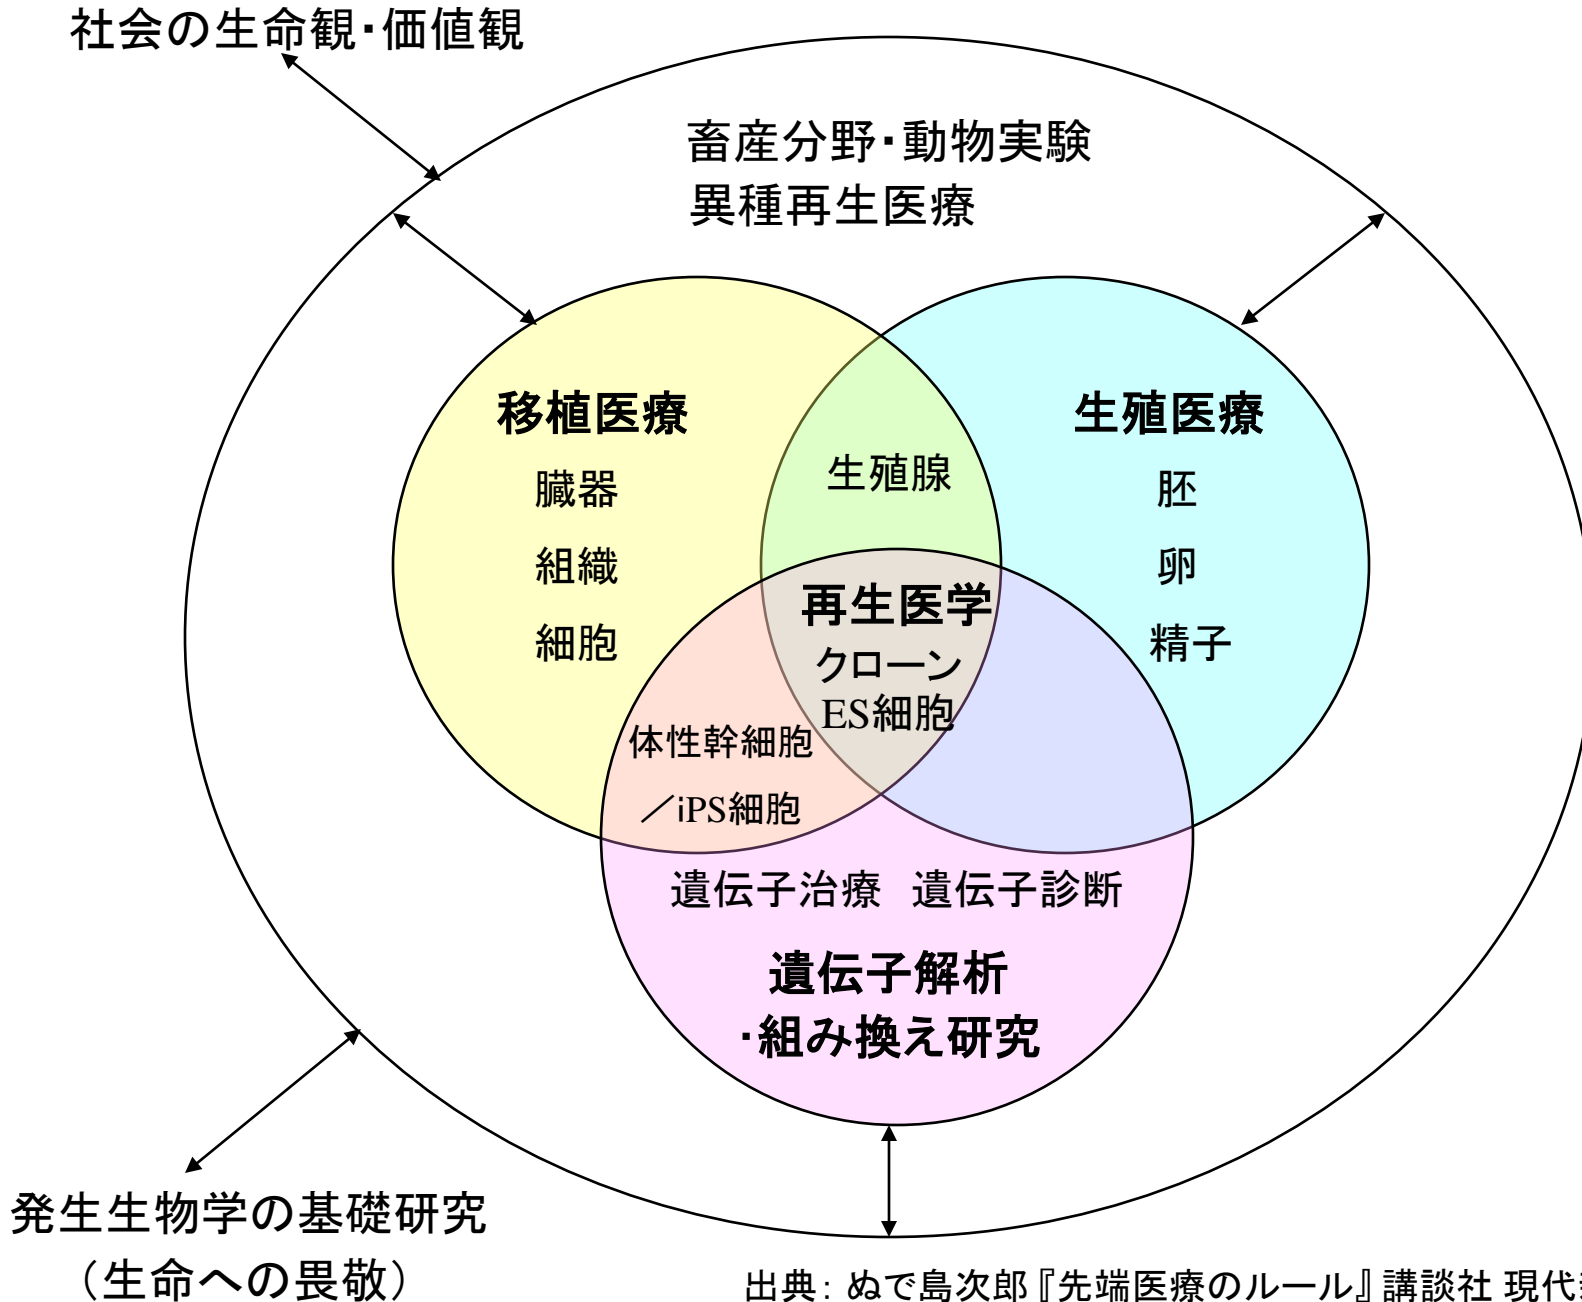 社会の生命観・価値観
畜産分野・動物実験
異種再生医療
移植医療
臓器
組織
細胞
生殖腺
生殖医療
胚
卵
精子
再生医学
クローン
ES細胞
体性幹細胞
／iPS細胞
遺伝子治療 遺伝子診断
遺伝子解析
・組み換え研究
発生生物学の基礎研究
（生命への畏敬）
出典： ぬで島次郎『先端医療のルール』講談社 現代